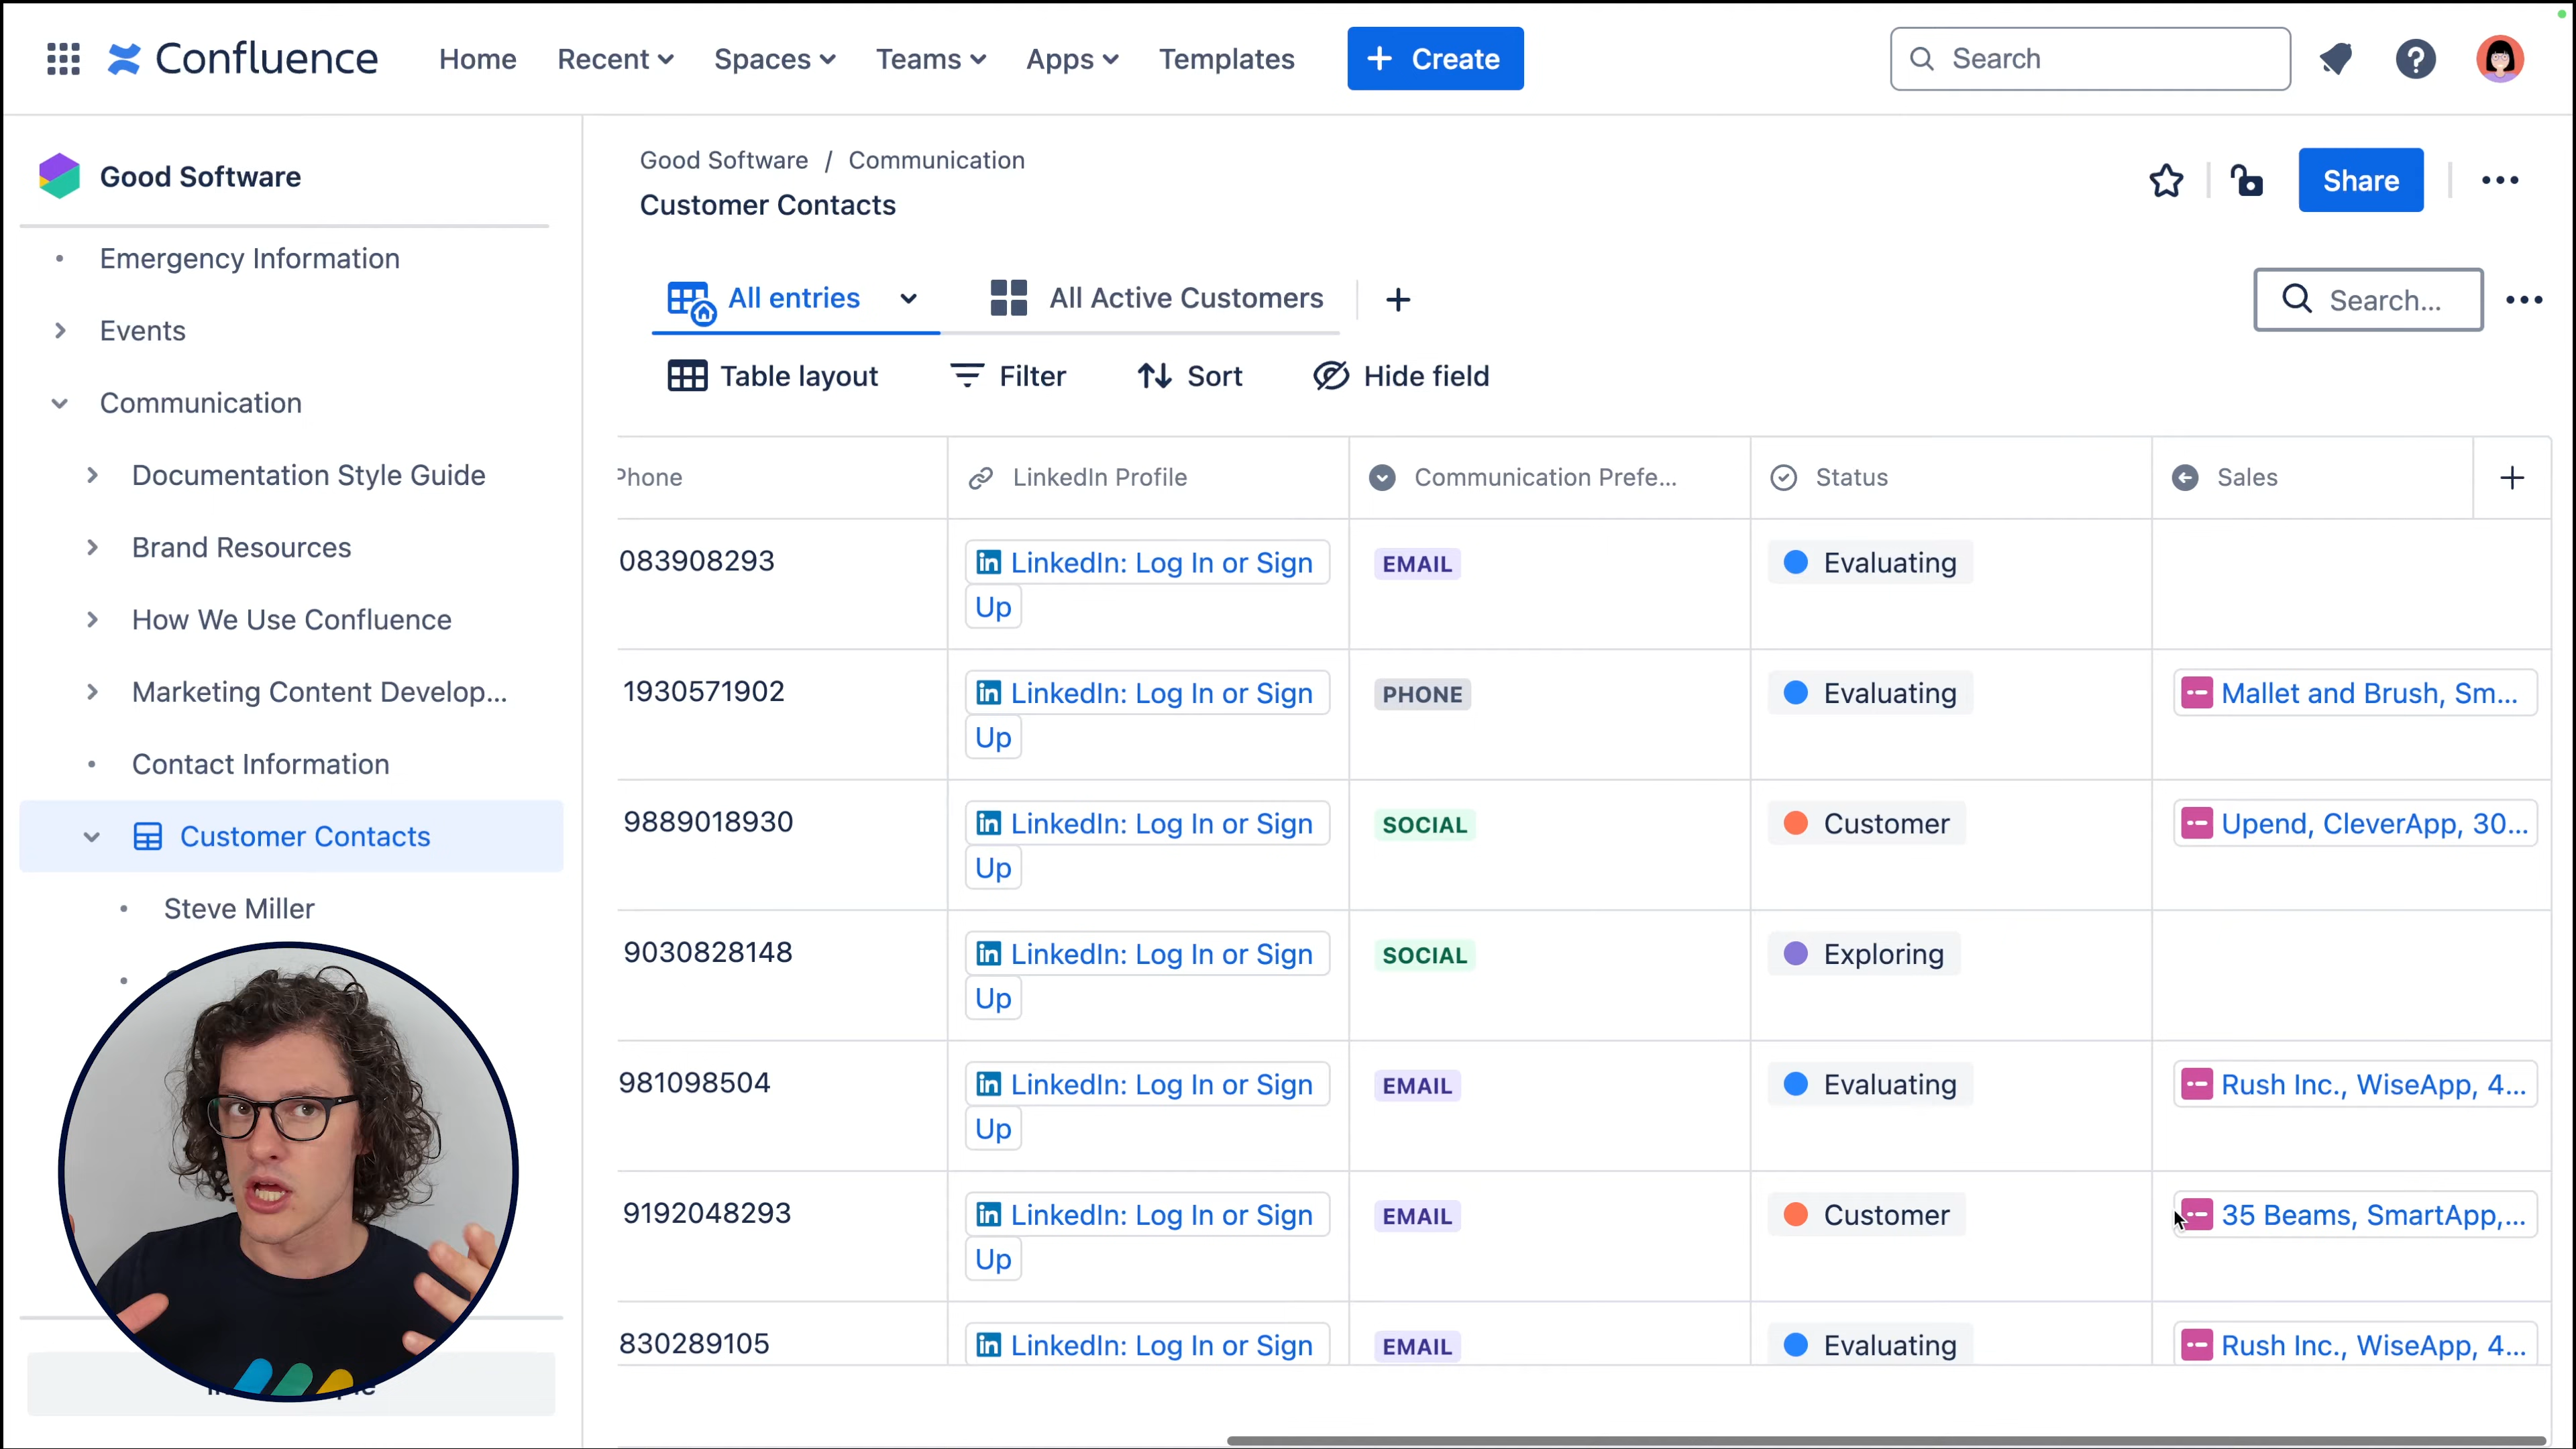 Confluence
Home
Recent
Spaces
Teams
Apps
Templates
+ Create
Search
Good Software
Emergency Information
Events
Communication
Documentation Style Guide
Brand Resources
How We Use Confluence
Marketing Content Develop...
Contact Information
Customer Contacts
Steve Miller
Good Software / Communication
Customer Contacts
Share
All entries
All Active Customers
Search...
Table layout
Filter
Sort
Hide field
Phone
LinkedIn Profile
Communication Prefe...
Status
Sales
083908293
LinkedIn: Log In or Sign
Up
EMAIL
Evaluating
1930571902
LinkedIn: Log In or Sign
Up
PHONE
Evaluating
Mallet and Brush, Sm...
9889018930
LinkedIn: Log In or Sign
Up
SOCIAL
Customer
Upend, CleverApp, 30...
9030828148
LinkedIn: Log In or Sign
Up
SOCIAL
Exploring
981098504
LinkedIn: Log In or Sign
Up
EMAIL
Evaluating
Rush Inc., WiseApp, 4...
9192048293
LinkedIn: Log In or Sign
Up
EMAIL
Customer
35 Beams, SmartApp,...
830289105
LinkedIn: Log In or Sign
EMAIL
Evaluating
Rush Inc., WiseApp, 4...